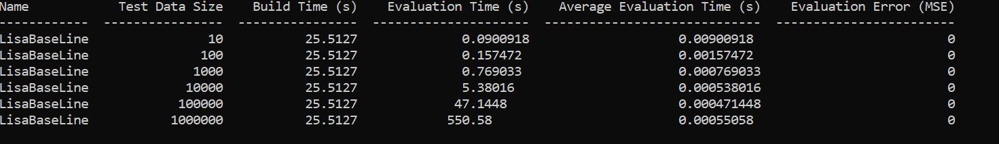 Name            Test Data Size    Build Time (s)    Evaluation Time (s)    Average Evaluation Time (s)    Evaluation Error (MSE)
------------  ----------------  ----------------  ---------------------  -----------------------------  ------------------------
LisaBaseLine                10           25.5127              0.0900918                    0.00900918                          0
LisaBaseLine               100           25.5127              0.157472                     0.00157472                          0
LisaBaseLine              1000           25.5127              0.769033                     0.000769033                         0
LisaBaseLine             10000           25.5127              5.38016                      0.000538016                         0
LisaBaseLine            100000           25.5127             47.1448                       0.000471448                         0
LisaBaseLine           1000000           25.5127            550.58                         0.00055058                          0